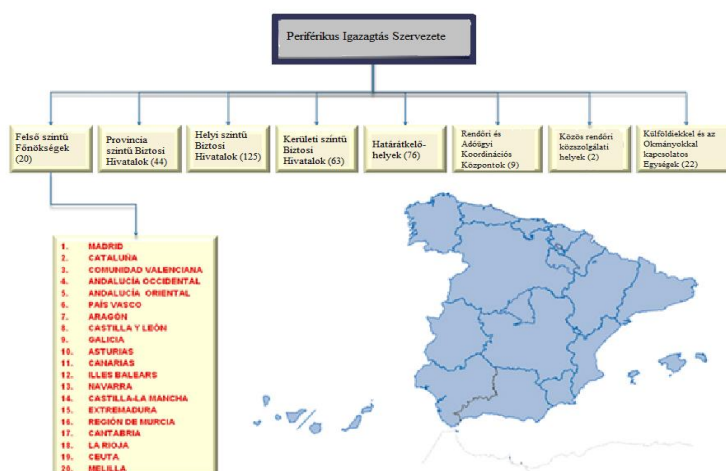 Periférikus Igazagtás Szervezete
Felső szintű
Főnökségek
(20)
Provincia
szintű Biztosi
Hivatalok (44)
Helyi szintű
Biztosi
Hivatalok (125)
Kerületi szintű
Biztosi
Hivatalok (63)
Határátkelő-
helyek (76)
Rendőri és
Adóügyi
Koordinációs
Központok (9)
Közös rendőri
közszolgálati
helyek (2)
Külföldiekkel és az
Okmányokkal
kapcsolatos
Egységek (22)
1. MADRID
2. CATALUÑA
3. COMUNIDAD VALENCIANA
4. ANDALUCÍA OCCIDENTAL
5. ANDALUCÍA ORIENTAL
6. PAÍS VASCO
7. ARAGÓN
8. CASTILLA Y LEÓN
9. GALICIA
10. ASTURIAS
11. CANARIAS
12. ILLES BALEARS
13. NAVARRA
14. CASTILLA-LA MANCHA
15. EXTREMADURA
16. REGIÓN DE MURCIA
17. CANTABRIA
18. LA RIOJA
19. CEUTA
20. MELILLA